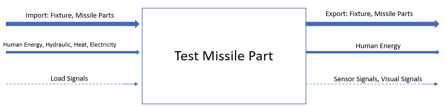 Import: Fixture, Missile Parts
Export: Fixture, Missile Parts
Human Energy, Hydraulic, Heat, Electricity
Test Missile Part
Human Energy
Load Signals
Sensor Signals, Visual Signals